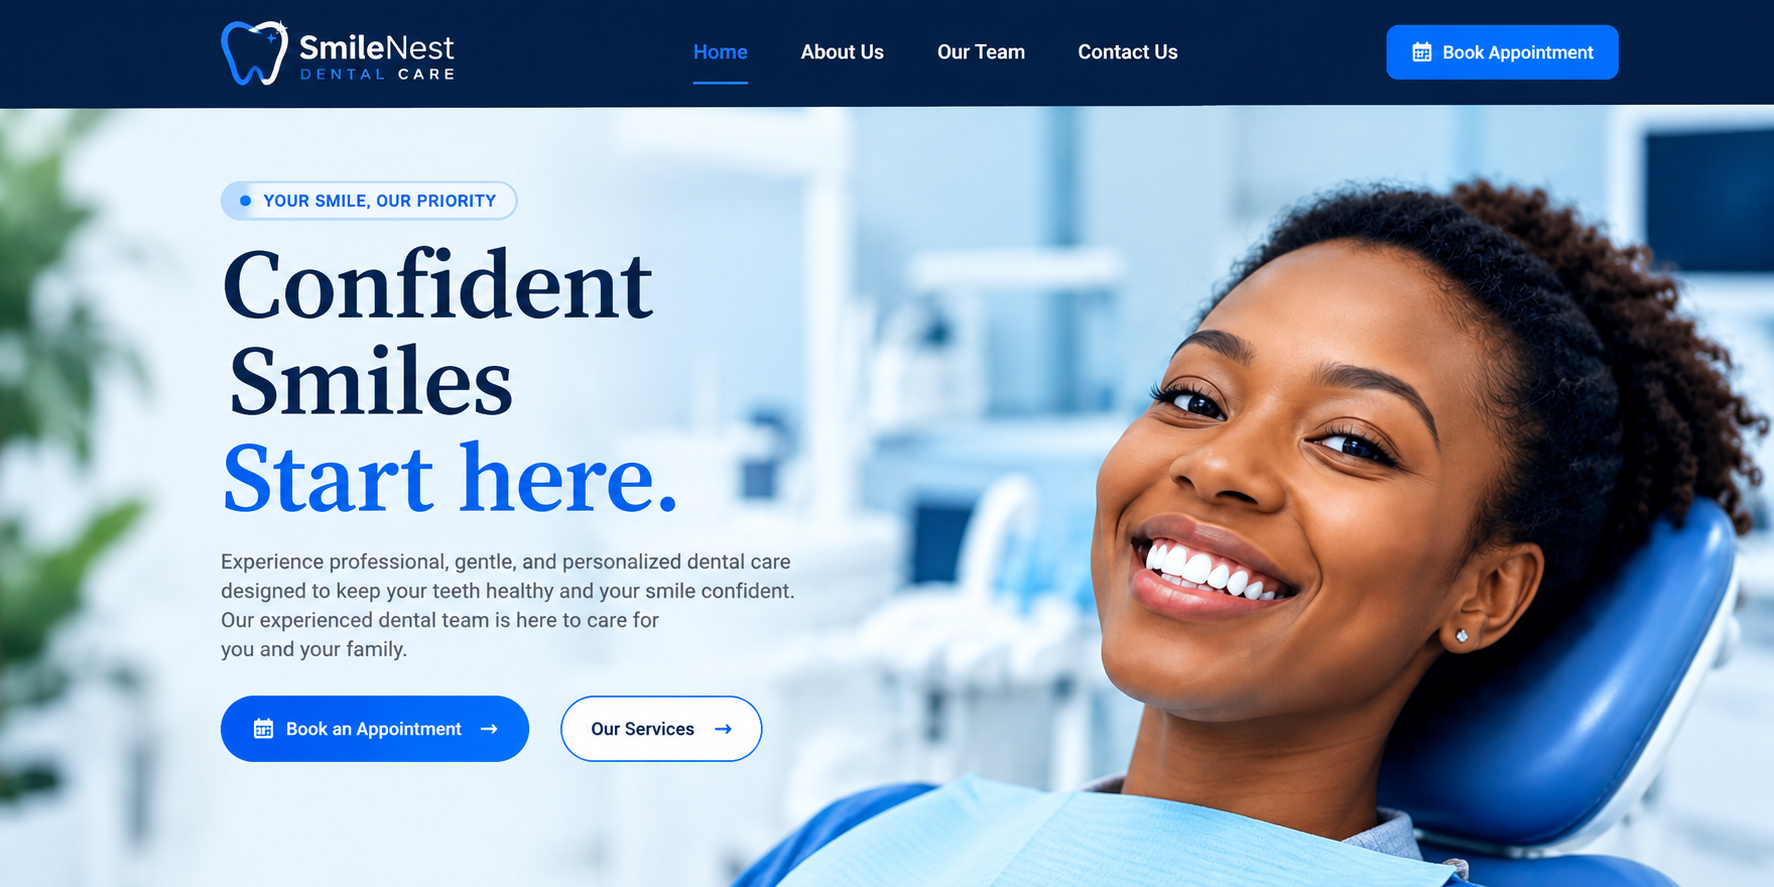 SmileNest
DENTAL CARE
Home
About Us
Our Team
Contact Us
Book Appointment
YOUR SMILE, OUR PRIORITY
Confident
Smiles
Start here.
Experience professional, gentle, and personalized dental care
designed to keep your teeth healthy and your smile confident.
Our experienced dental team is here to care for
you and your family.
Book an Appointment →
Our Services →